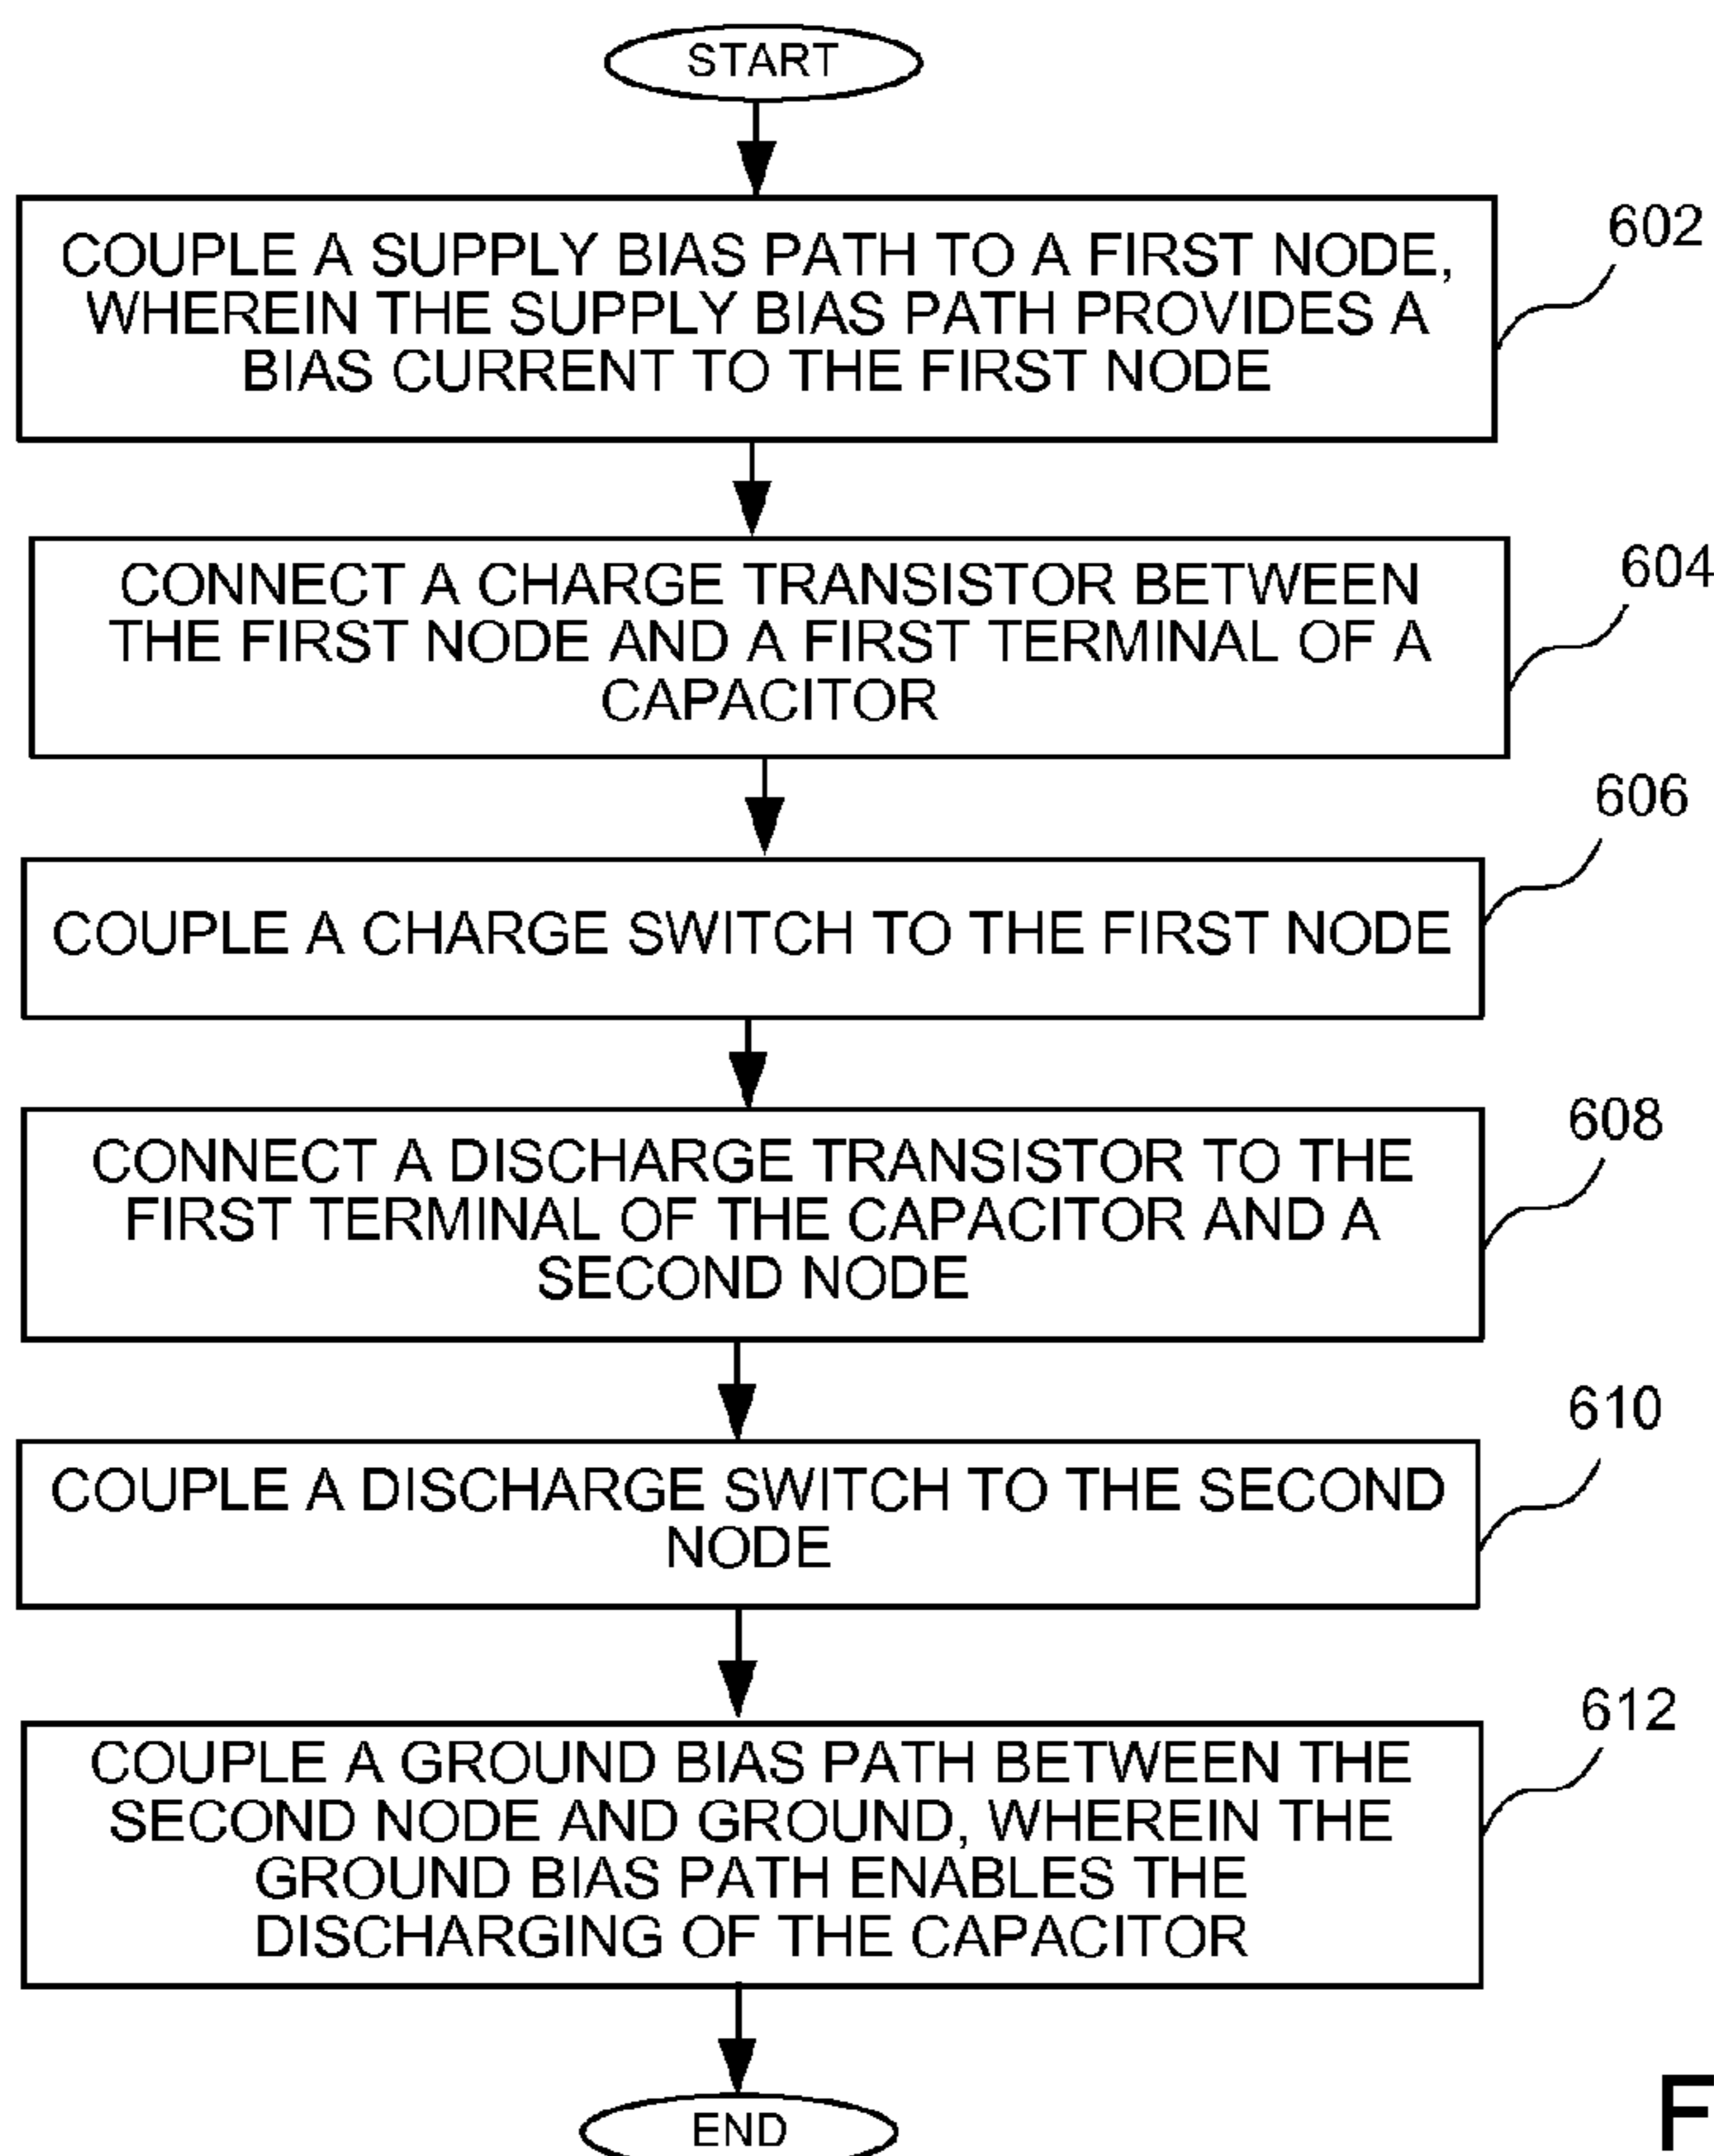 START
602
COUPLE A SUPPLY BIAS PATH TO A FIRST NODE,
WHEREIN THE SUPPLY BIAS PATH PROVIDES A
BIAS CURRENT TO THE FIRST NODE
604
CONNECT A CHARGE TRANSISTOR BETWEEN
THE FIRST NODE AND A FIRST TERMINAL OF A
CAPACITOR
606
COUPLE A CHARGE SWITCH TO THE FIRST NODE
608
CONNECT A DISCHARGE TRANSISTOR TO THE
FIRST TERMINAL OF THE CAPACITOR AND A
SECOND NODE
610
COUPLE A DISCHARGE SWITCH TO THE SECOND
NODE
612
COUPLE A GROUND BIAS PATH BETWEEN THE
SECOND NODE AND GROUND, WHEREIN THE
GROUND BIAS PATH ENABLES THE
DISCHARGING OF THE CAPACITOR
END
F